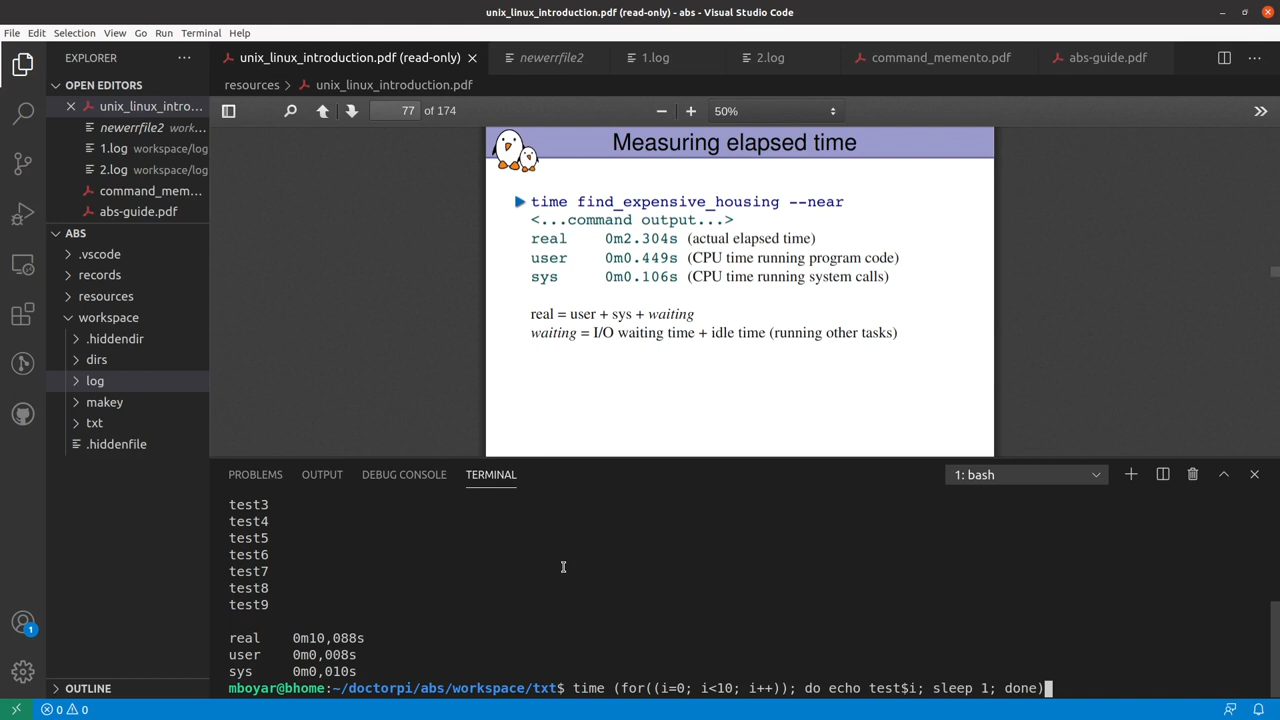 unix_linux_introduction.pdf (read-only) - abs - Visual Studio Code
File Edit Selection View Go Run Terminal Help
EXPLORER
unix_linux_introduction.pdf (read-only) newerrfile2 1.log 2.log command_memento.pdf abs-guide.pdf
OPEN EDITORS
resources unix_linux_introduction.pdf
unix_linux_intro...
77 of 174 50%
newerrfile2 work...
1.log workspace/log
2.log workspace/log
command_mem...
abs-guide.pdf
ABS
.vscode
records
resources
workspace
.hiddendir
dirs
log
makey
txt
.hiddenfile
OUTLINE
Measuring elapsed time
time find_expensive_housing --near
<...command output...>
real 0m2.304s (actual elapsed time)
user 0m0.449s (CPU time running program code)
sys 0m0.106s (CPU time running system calls)
real = user + sys + waiting
waiting = I/O waiting time + idle time (running other tasks)
PROBLEMS OUTPUT DEBUG CONSOLE TERMINAL 1: bash
test3
test4
test5
test6
test7
test8
test9
real 0m10,088s
user 0m0,008s
sys 0m0,010s
mboyar@bhome:~/doctorpi/abs/workspace/txt$ time (for((i=0; i<10; i++)); do echo test$i; sleep 1; done)
1
0 0